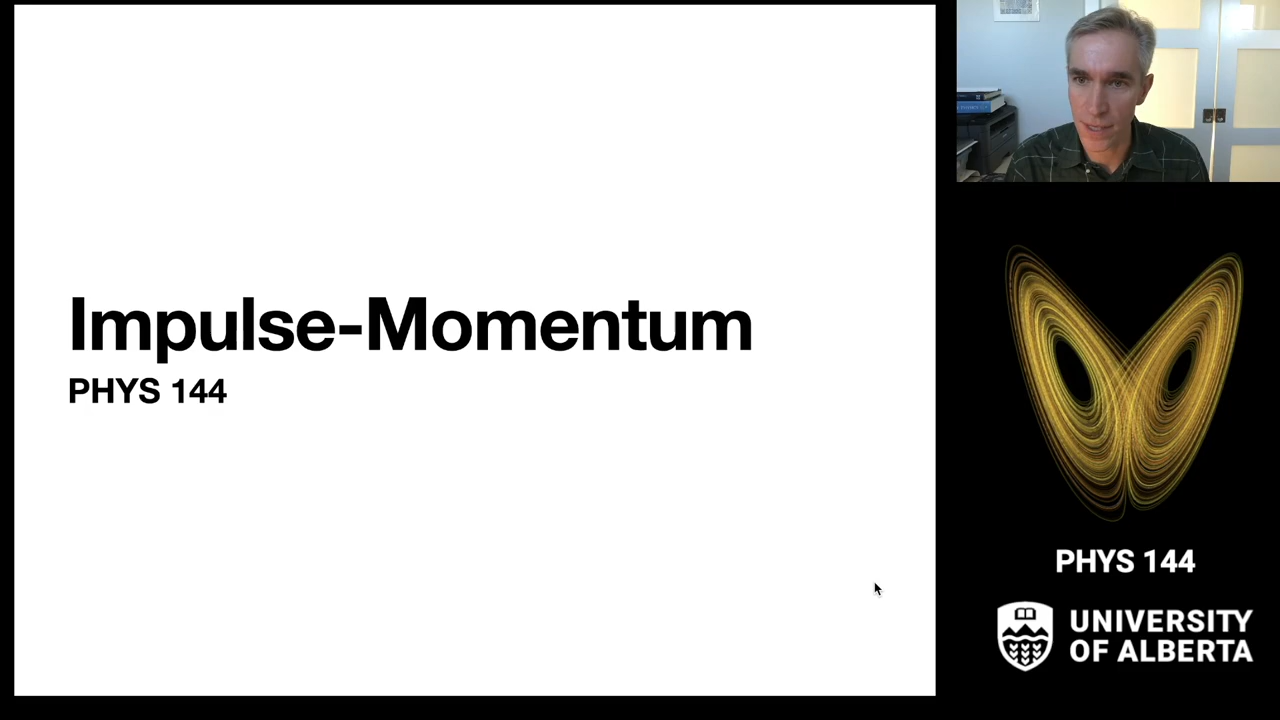 Impulse-Momentum
PHYS 144
PHYS 144
UNIVERSITY
OF ALBERTA